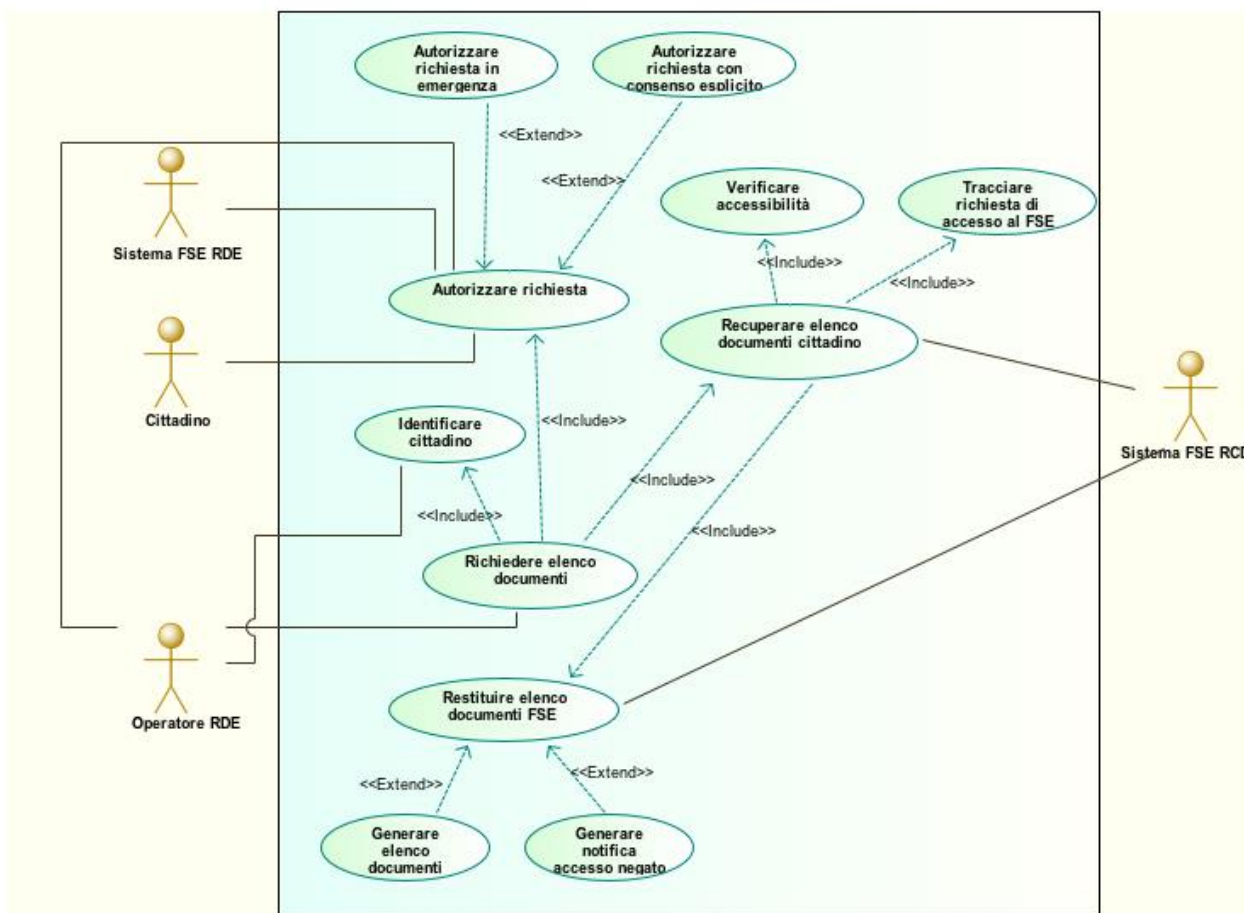 Autorizzare
richiesta in
emergenza
Autorizzare
richiesta con
consenso esplicito
<<Extend>>
<<Extend>>
Verificare
accessibilità
Tracciare
richiesta di
accesso al FSE
Sistema FSE RDE
<<Include>>
<<Include>>
Autorizzare richiesta
Recuperare elenco
documenti cittadino
Cittadino
Identificare
cittadino
<<Include>>
Sistema FSE RCD
<<Include>>
<<Include>>
<<Include>>
Richiedere elenco
documenti
Operatore RDE
Restituire elenco
documenti FSE
<<Extend>>
<<Extend>>
Generare
elenco
documenti
Generare
notifica
accesso negato